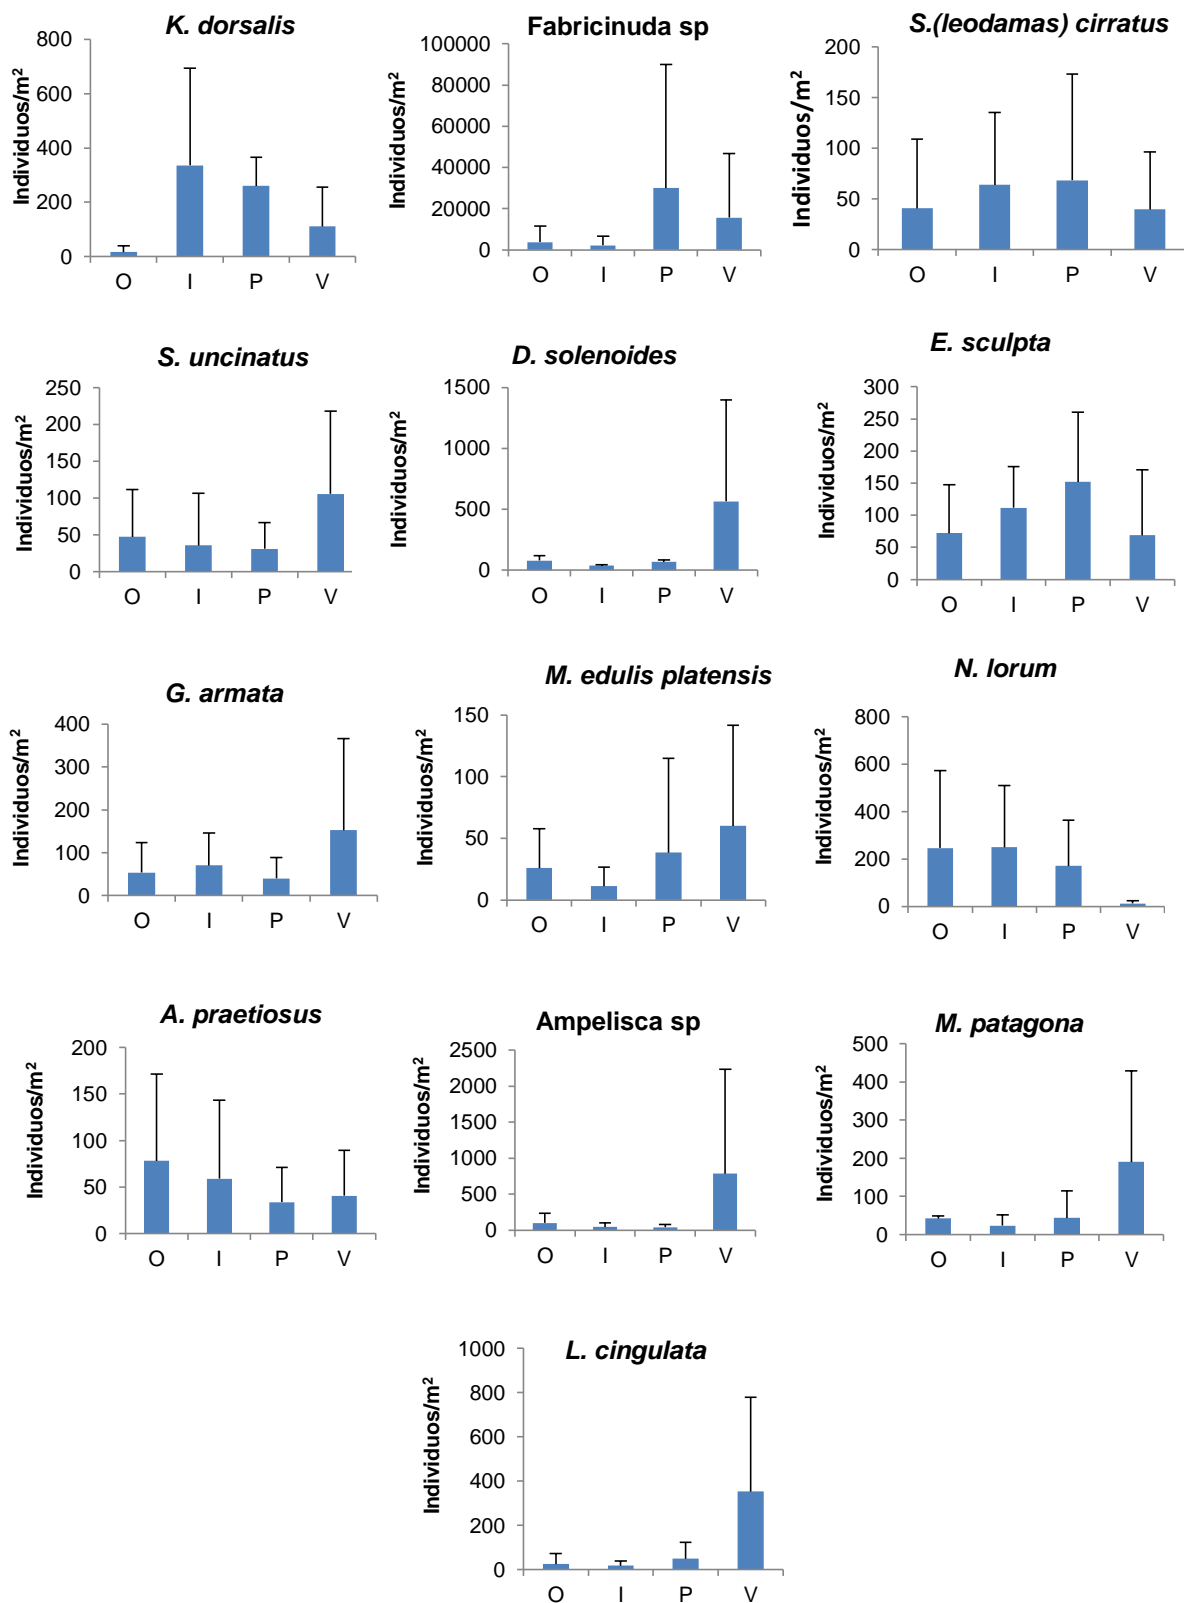 K. dorsalis
Individuos/m²
800
600
400
200
0
O I P V
Fabricinuda sp
Individuos/m²
100000
80000
60000
40000
20000
0
O I P V
S.(leodamas) cirratus
Individuos/m²
200
150
100
50
0
O I P V
S. uncinatus
Individuos/m²
250
200
150
100
50
0
O I P V
D. solenoides
Individuos/m²
1500
1000
500
0
O I P V
E. sculpta
Individuos/m²
300
250
200
150
100
50
0
O I P V
G. armata
Individuos/m²
400
300
200
100
0
O I P V
M. edulis platensis
Individuos/m²
150
100
50
0
O I P V
N. lorum
Individuos/m²
800
600
400
200
0
O I P V
A. praetiosus
Individuos/m²
200
150
100
50
0
O I P V
Ampelisca sp
Individuos/m²
2500
2000
1500
1000
500
0
O I P V
M. patagona
Individuos/m²
500
400
300
200
100
0
O I P V
L. cingulata
Individuos/m²
1000
800
600
400
200
0
O I P V